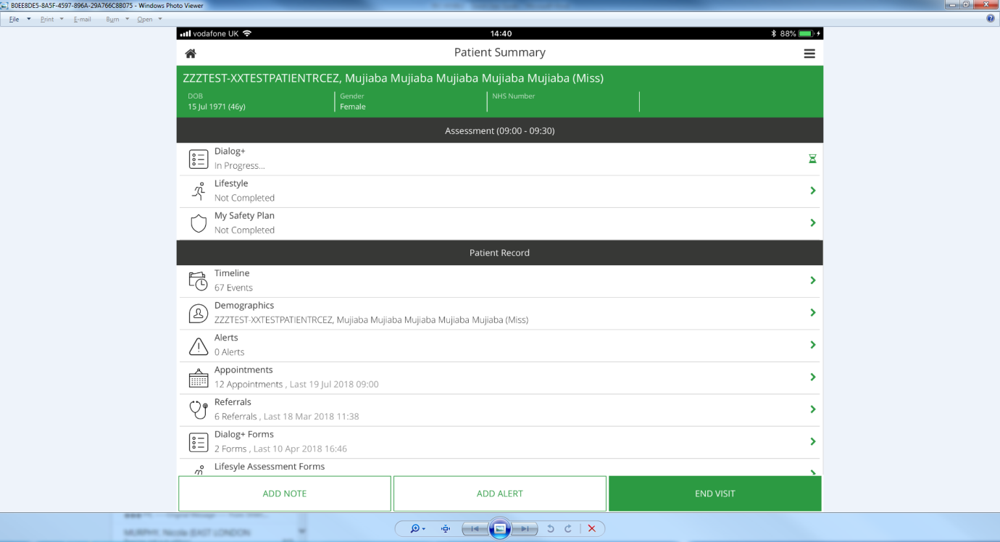 B0EE8DE5-8A5F-4597-896A-29A766C8B075 - Windows Photo Viewer
File Print E-mail Burn Open
vodafone UK 14:40 88%
Patient Summary
ZZZTEST-XXTESTPATIENTRCEZ, Mujiaba Mujiaba Mujiaba Mujiaba Mujiaba (Miss)
DOB Gender NHS Number
15 Jul 1971 (46y) Female
Assessment (09:00 - 09:30)
Dialog+
In Progress...
Lifestyle
Not Completed
My Safety Plan
Not Completed
Patient Record
Timeline
67 Events
Demographics
ZZZTEST-XXTESTPATIENTRCEZ, Mujiaba Mujiaba Mujiaba Mujiaba Mujiaba (Miss)
Alerts
0 Alerts
Appointments
12 Appointments , Last 19 Jul 2018 09:00
Referrals
6 Referrals , Last 18 Mar 2018 11:38
Dialog+ Forms
2 Forms , Last 10 Apr 2018 16:46
Lifesyle Assessment Forms
ADD NOTE ADD ALERT END VISIT
MURPHY, Nicola (EAST LONDON